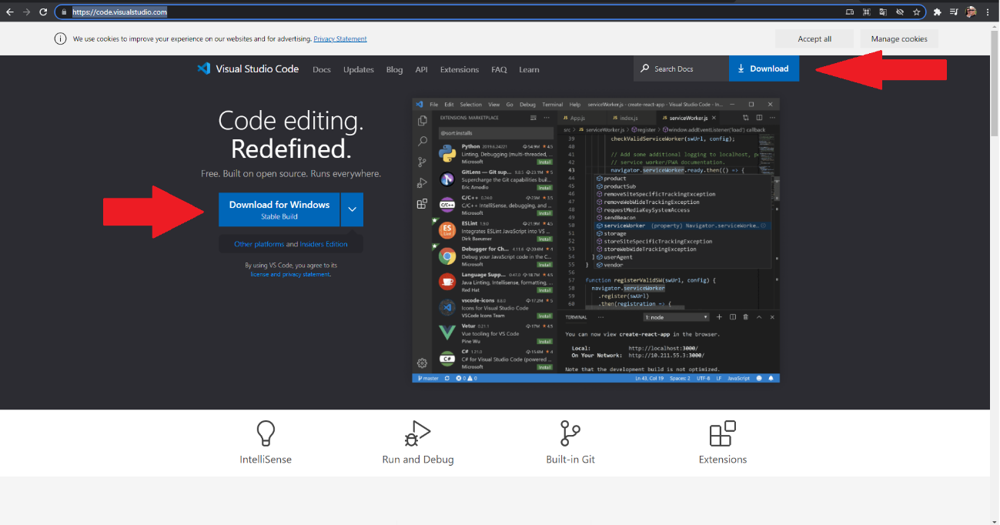 https://code.visualstudio.com
We use cookies to improve your experience on our websites and for advertising. Privacy Statement
Accept all
Manage cookies
Visual Studio Code
Docs Updates Blog API Extensions FAQ Learn
Search Docs
Download
Code editing.
Redefined.
Free. Built on open source. Runs everywhere.
Download for Windows
Stable Build
Other platforms and Insiders Edition
By using VS Code, you agree to its
license and privacy statement.
File Edit Selection View Go Debug Terminal Help serviceWorker.js - create-react-app - Visual Studio Code - In...
EXTENSIONS: MARKETPLACE
@sort:installs
Python 2019.6.24221 54.9M 4.5
Linting, Debugging (multi-threaded, ...
Microsoft Install
GitLens — Git sup... 9.8.5 23.1M 5
Supercharge the Git capabilities buil...
Eric Amodio Install
C/C++ 0.24.0 23M 3.5
C/C++ IntelliSense, debugging, and ...
Microsoft Install
ESLint 1.9.0 21.9M 4.5
Integrates ESLint JavaScript into VS ...
Dirk Baeumer Install
Debugger for Ch... 4.11.6 20.6M 4
Debug your JavaScript code in the C...
Microsoft Install
Language Supp... 0.47.0 18.7M 4.5
Java Linting, Intellisense, formatting, ...
Red Hat Install
vscode-icons 8.8.0 17.2M 5
Icons for Visual Studio Code
VSCode Icons Team Install
Vetur 0.21.1 17M 4.5
Vue tooling for VS Code
Pine Wu Install
C# 1.21.0 15.6M 4
C# for Visual Studio Code (powered ...
Microsoft Install
JS App.js
JS index.js
JS serviceWorker.js
src > JS serviceWorker.js > register > window.addEventListener('load') callback
39 checkValidServiceWorker(swUrl, config);
40
41 // Add some additional logging to localhost, p
42 // service worker/PWA documentation.
43 navigator.serviceWorker.ready.then(() => {
44 product
45 productSub
46 removeSiteSpecificTrackingException
47 removeWebWideTrackingException
48 requestMediaKeySystemAccess
49 sendBeacon
50 serviceWorker (property) Navigator.serviceWorke...
51 storage
52 storeSiteSpecificTrackingException
53 storeWebWideTrackingException
54 } userAgent
55 } vendor
56
57 function registerValidSW(swUrl, config) {
58 navigator.serviceWorker
59 .register(swUrl)
60 .then(registration => {
TERMINAL ... 1: node
You can now view create-react-app in the browser.
Local: http://localhost:3000/
On Your Network: http://10.211.55.3:3000/
Note that the development build is not optimized.
master 0 0 Ln 43, Col 19 Spaces: 2 UTF-8 LF JavaScript
IntelliSense
Run and Debug
Built-in Git
Extensions